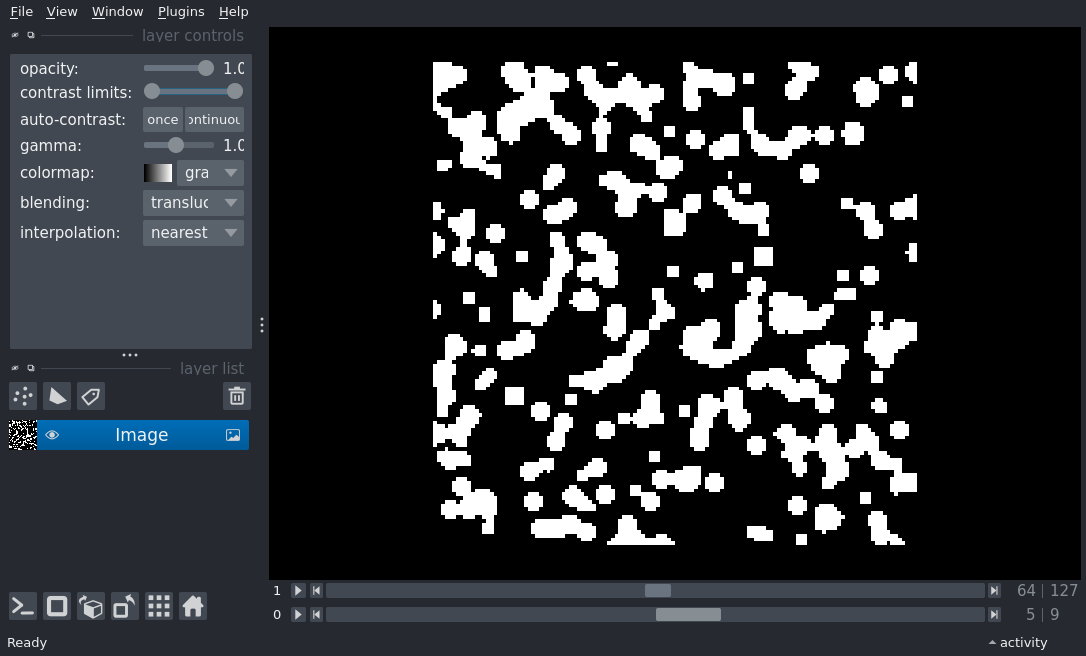 File View Window Plugins Help
layer controls
opacity: 1.0
contrast limits:
auto-contrast: once ontinuou
gamma: 1.0
colormap: gra
blending: transluc
interpolation: nearest
layer list
Image
1 64 127
0 5 9
Ready activity